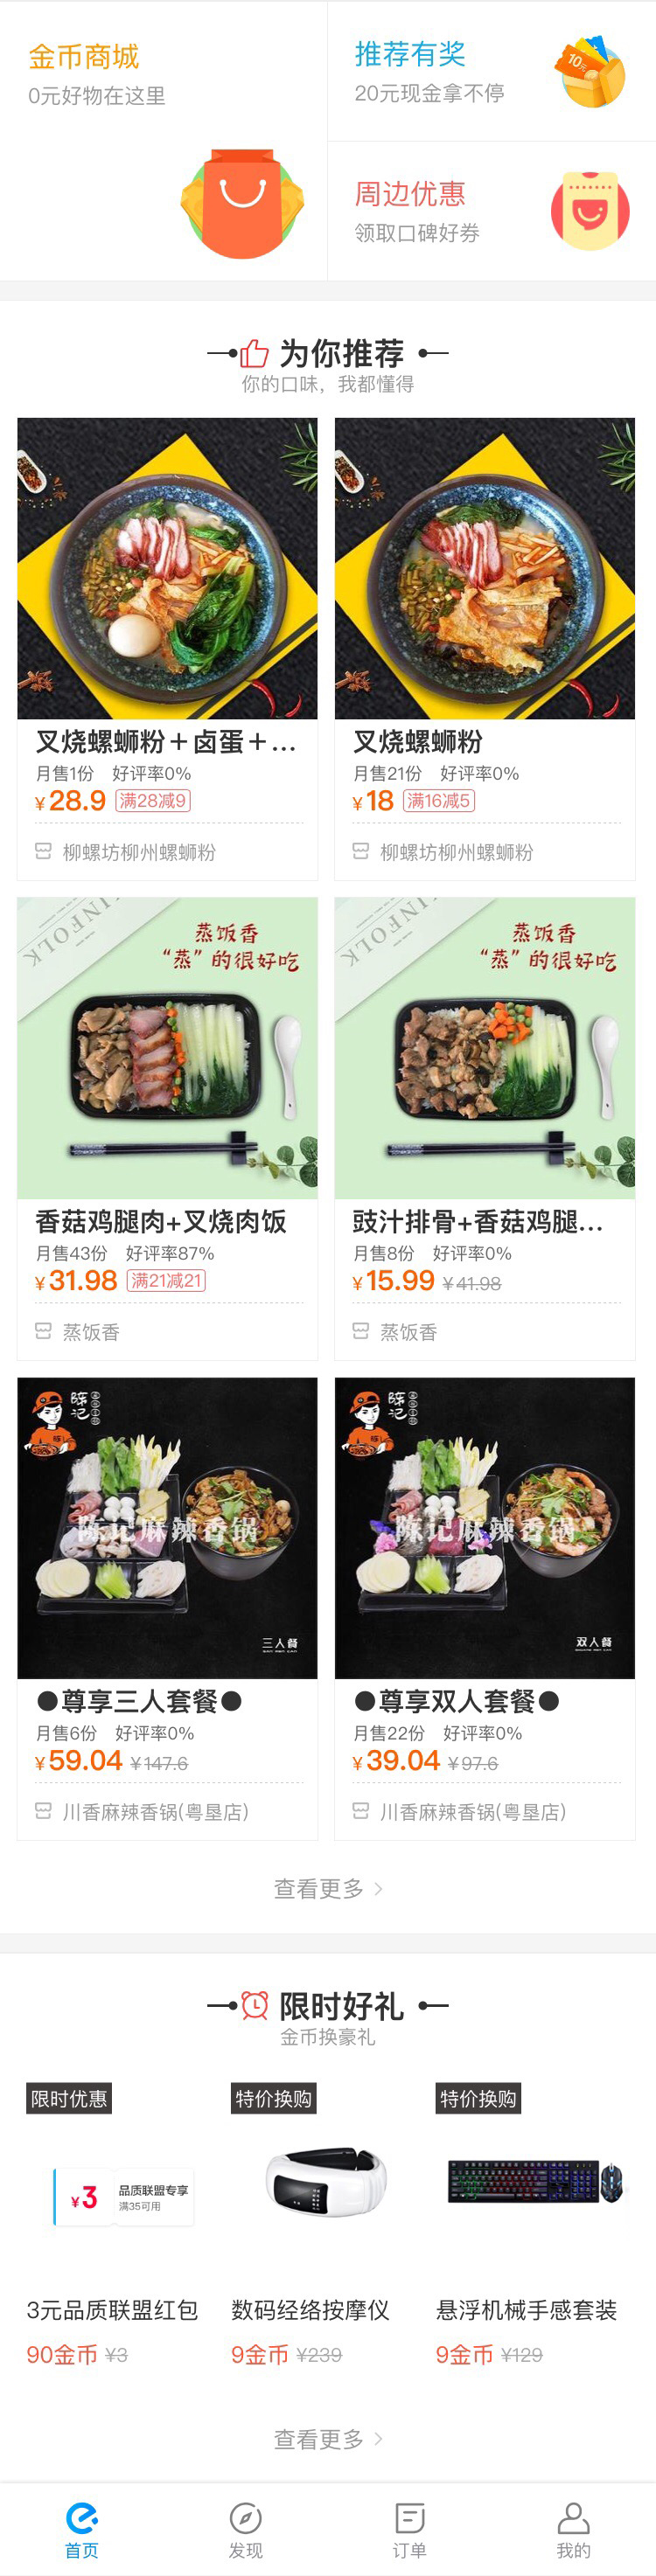 金币商城
0元好物在这里
推荐有奖
20元现金拿不停
10元
周边优惠
领取口碑好券
为你推荐
你的口味，我都懂得
叉烧螺蛳粉＋卤蛋＋...
月售1份 好评率0%
¥28.9 满28减9
柳螺坊柳州螺蛳粉
叉烧螺蛳粉
月售21份 好评率0%
¥18 满16减5
柳螺坊柳州螺蛳粉
INFOLK
蒸饭香
“蒸”的很好吃
香菇鸡腿肉+叉烧肉饭
月售43份 好评率87%
¥31.98 满21减21
蒸饭香
INFOLK
蒸饭香
“蒸”的很好吃
豉汁排骨+香菇鸡腿...
月售8份 好评率0%
¥15.99 ¥41.98
蒸饭香
陈记
陈记麻辣香锅
三人餐
●尊享三人套餐●
月售6份 好评率0%
¥59.04 ¥147.6
川香麻辣香锅(粤垦店)
陈记
陈记麻辣香锅
双人餐
●尊享双人套餐●
月售22份 好评率0%
¥39.04 ¥97.6
川香麻辣香锅(粤垦店)
查看更多
限时好礼
金币换豪礼
限时优惠
¥3 品质联盟专享
满35可用
3元品质联盟红包
90金币 ¥3
特价换购
数码经络按摩仪
9金币 ¥239
特价换购
悬浮机械手感套装
9金币 ¥129
查看更多
首页
发现
订单
我的